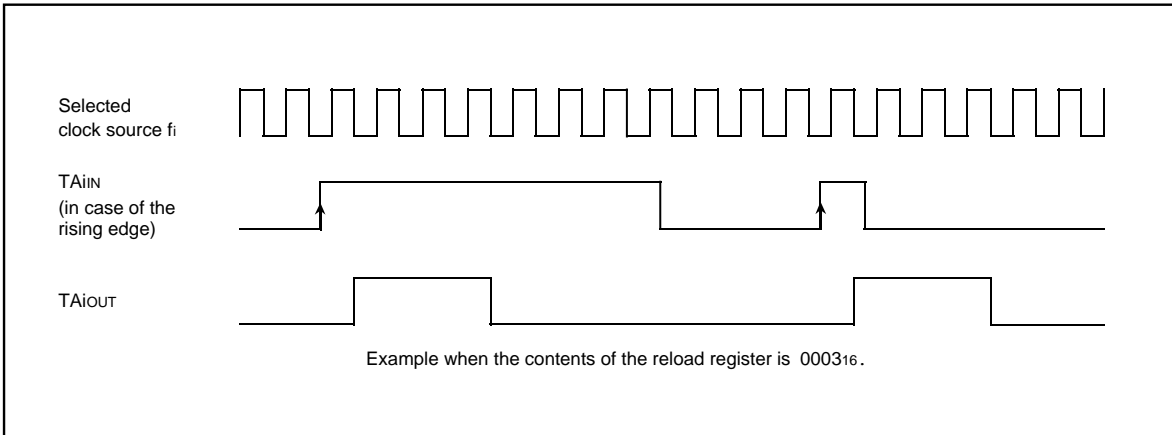 Selected
clock source fi
TAiIN
(in case of the
rising edge)
TAiOUT
Example when the contents of the reload register is 000316.